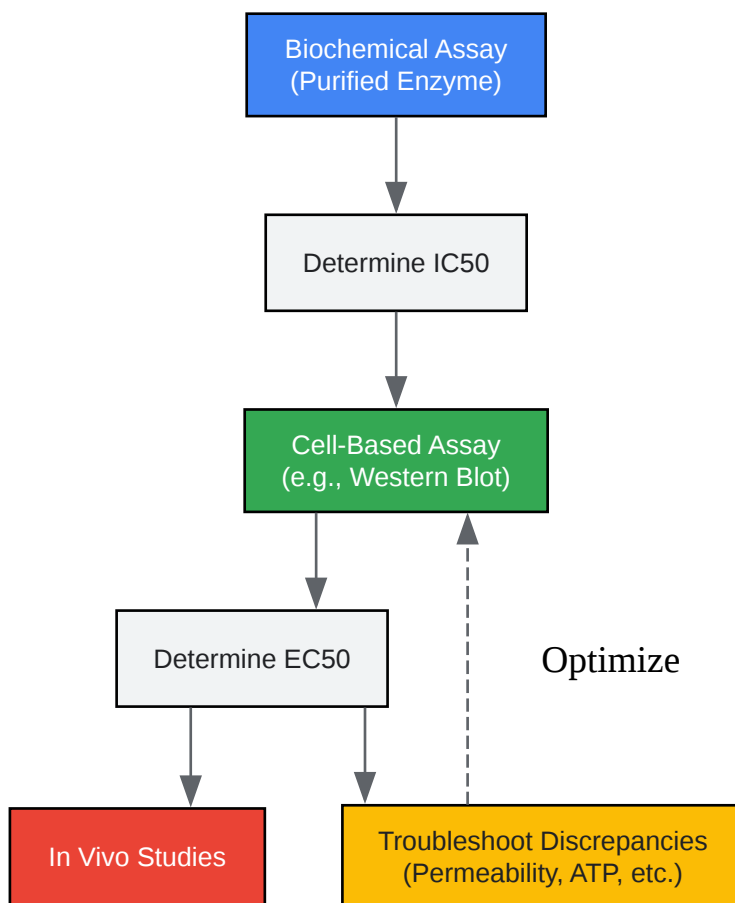 Biochemical Assay
(Purified Enzyme)
Determine IC50
Cell-Based Assay
(e.g., Western Blot)
Determine EC50
Optimize
In Vivo Studies
Troubleshoot Discrepancies
(Permeability, ATP, etc.)